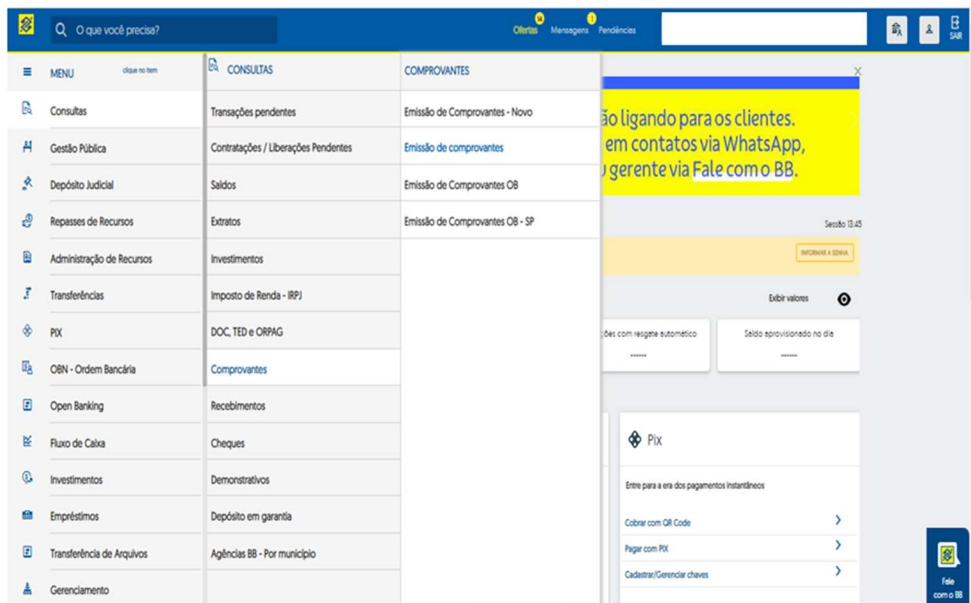 O que você precisa?
14
Ofertas
1
Mensagens
Pendências
SAIR
MENU
clique no item
Consultas
Gestão Pública
Depósito Judicial
Repasses de Recursos
Administração de Recursos
Transferências
PIX
OBN - Ordem Bancária
Open Banking
Fluxo de Caixa
Investimentos
Empréstimos
Transferência de Arquivos
Gerenciamento
CONSULTAS
Transações pendentes
Contratações / Liberações Pendentes
Saldos
Extratos
Investimentos
Imposto de Renda - IRPJ
DOC, TED e ORPAG
Comprovantes
Recebimentos
Cheques
Demonstrativos
Depósito em garantia
Agências BB - Por município
COMPROVANTES
Emissão de Comprovantes - Novo
Emissão de comprovantes
Emissão de Comprovantes OB
Emissão de Comprovantes OB - SP
X
ão ligando para os clientes.
em contatos via WhatsApp,
gerente via Fale com o BB.
Sessão 13:45
INFORMAR A SENHA
Exibir valores
ções com resgate automático
------
Saldo aprovisionado no dia
------
Pix
Entre para a era dos pagamentos instantâneos
Cobrar com QR Code
Pagar com PIX
Cadastrar/Gerenciar chaves
Fale
com o BB